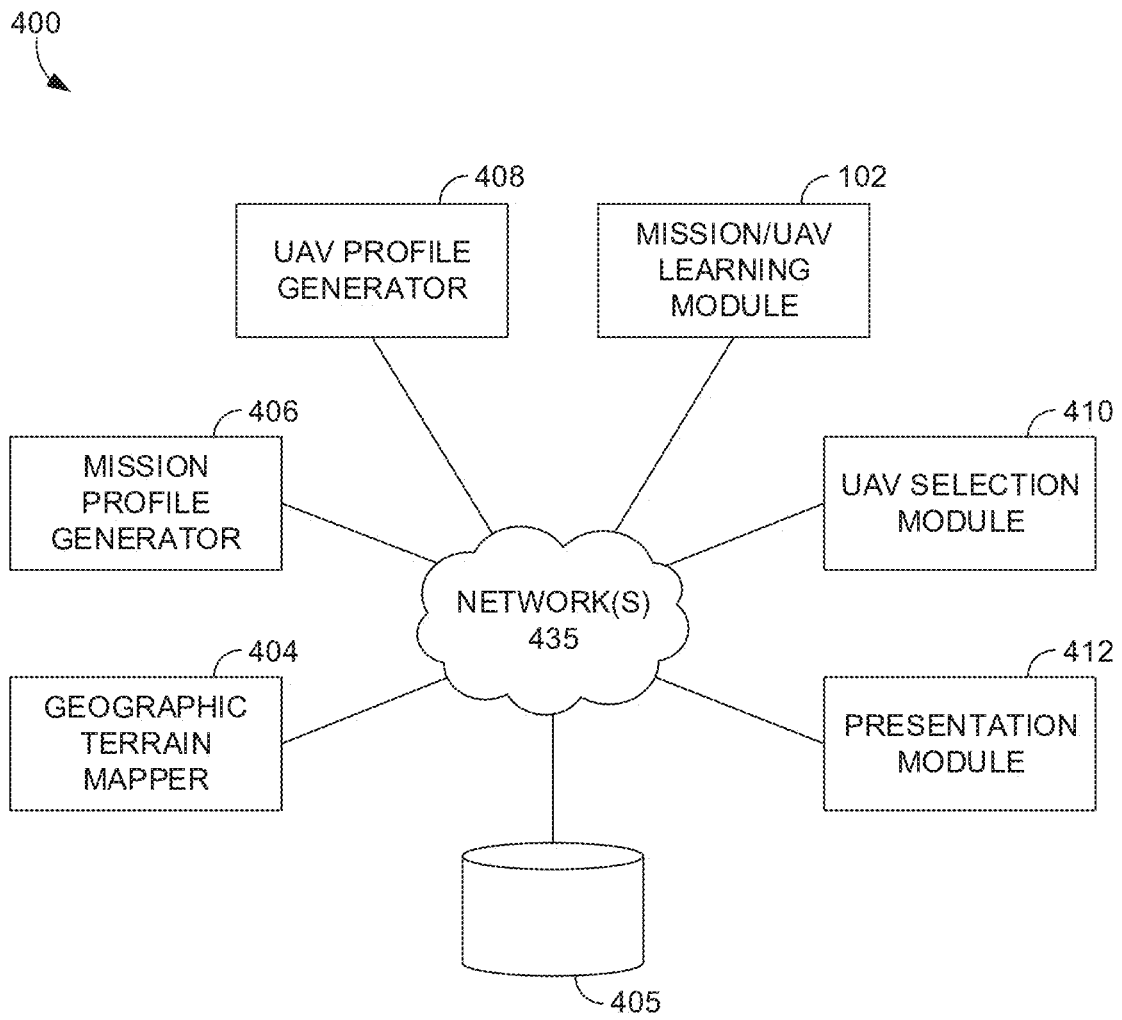 400
408
UAV PROFILE
GENERATOR
102
MISSION/UAV
LEARNING
MODULE
406
MISSION
PROFILE
GENERATOR
410
UAV SELECTION
MODULE
NETWORK(S)
435
404
GEOGRAPHIC
TERRAIN
MAPPER
412
PRESENTATION
MODULE
405